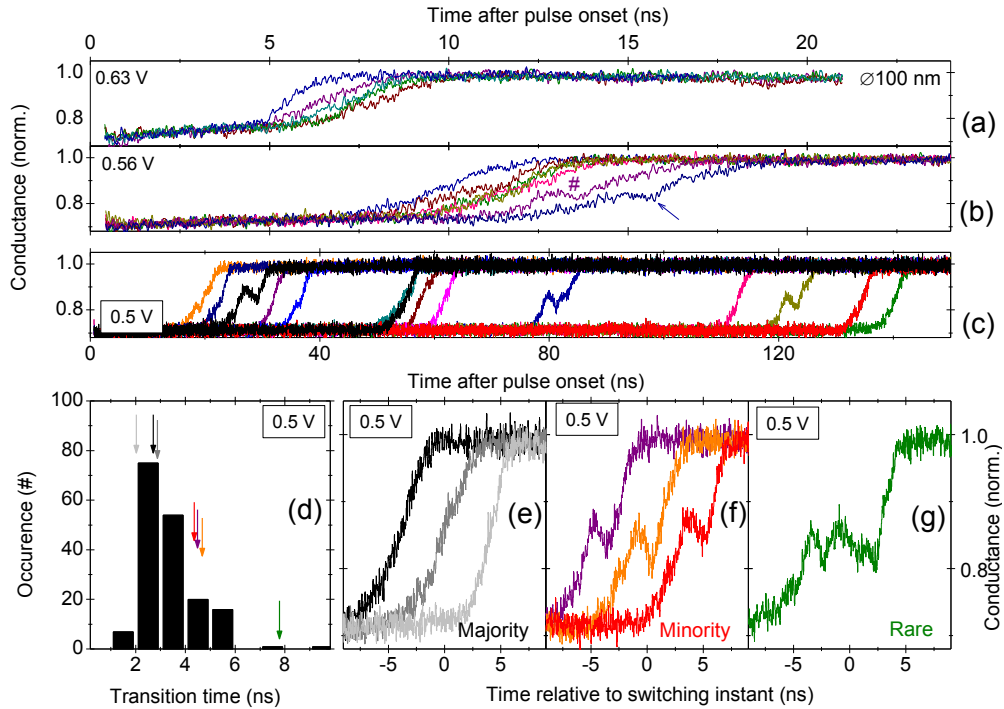 Time after pulse onset (ns)
0 5 10 15 20
Conductance (norm.)
1.0
0.8
0.63 V
∅100 nm
(a)
1.0
0.8
0.56 V
#
(b)
1.0
0.8
0.5 V
(c)
0 40 80 120
Time after pulse onset (ns)
Occurence (#)
100
80
60
40
20
0
0.5 V
(d)
0 2 4 6 8
Transition time (ns)
0.5 V
(e)
Majority
-5 0 5
0.5 V
(f)
Minority
-5 0 5
0.5 V
(g)
Rare
-5 0 5
Time relative to switching instant (ns)
1.0
0.8
Conductance (norm.)